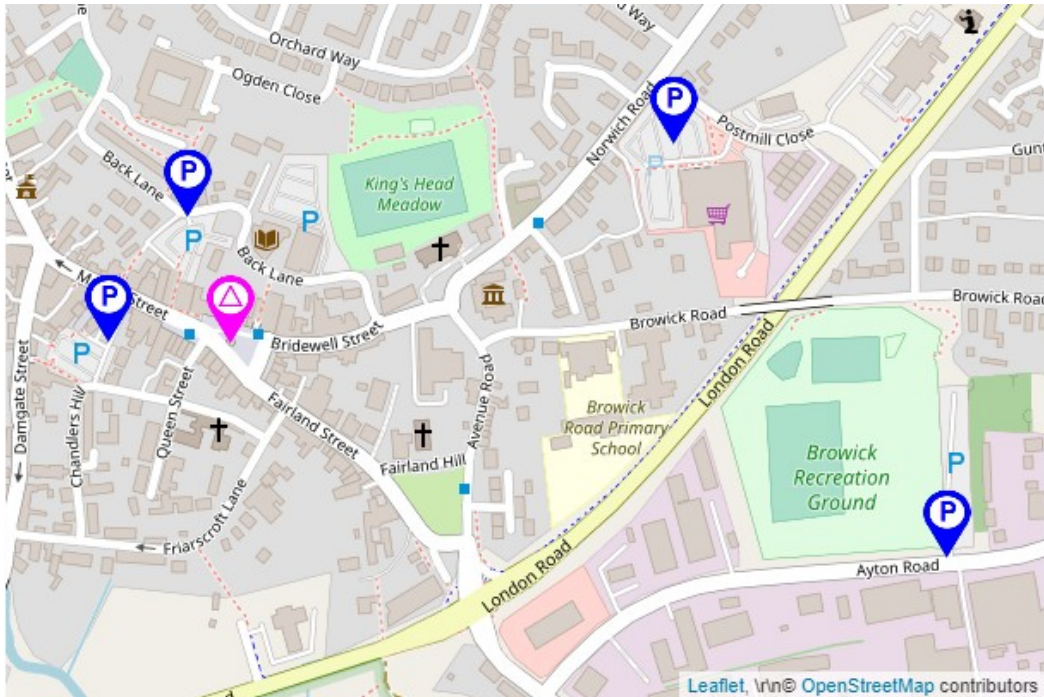 Orchard Way
Ogden Close
d Way
P
Norwich Road
Postmill Close
P
Gunt
Back Lane
P
P
King's Head
Meadow
P
Back Lane
P
M
Street
P
Bridewell Street
Browick Road
Browick Road
London Road
Damgate Street
Chandlers Hill
Queen Street
Fairland Street
Avenue Road
Fairland Hill
Browick
Road Primary
School
Browick
Recreation
Ground
P
P
Friarscroft Lane
London Road
Ayton Road
Leaflet, \r\n© OpenStreetMap contributors